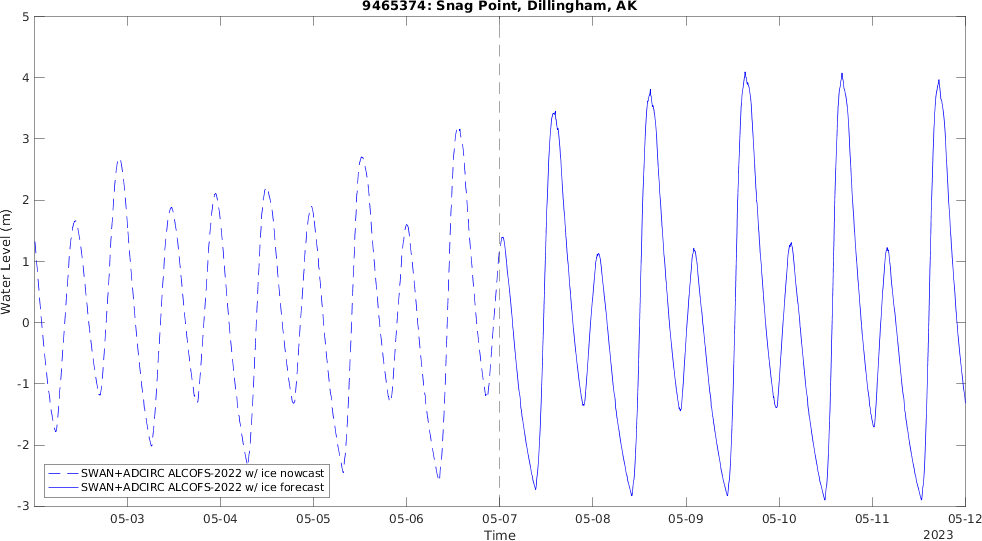 9465374: Snag Point, Dillingham, AK
5
4
3
2
1
0
-1
-2
-3
Water Level (m)
SWAN+ADCIRC ALCOFS-2022 w/ ice nowcast
SWAN+ADCIRC ALCOFS-2022 w/ ice forecast
05-03 05-04 05-05 05-06 05-07 05-08 05-09 05-10 05-11 05-12
Time
2023